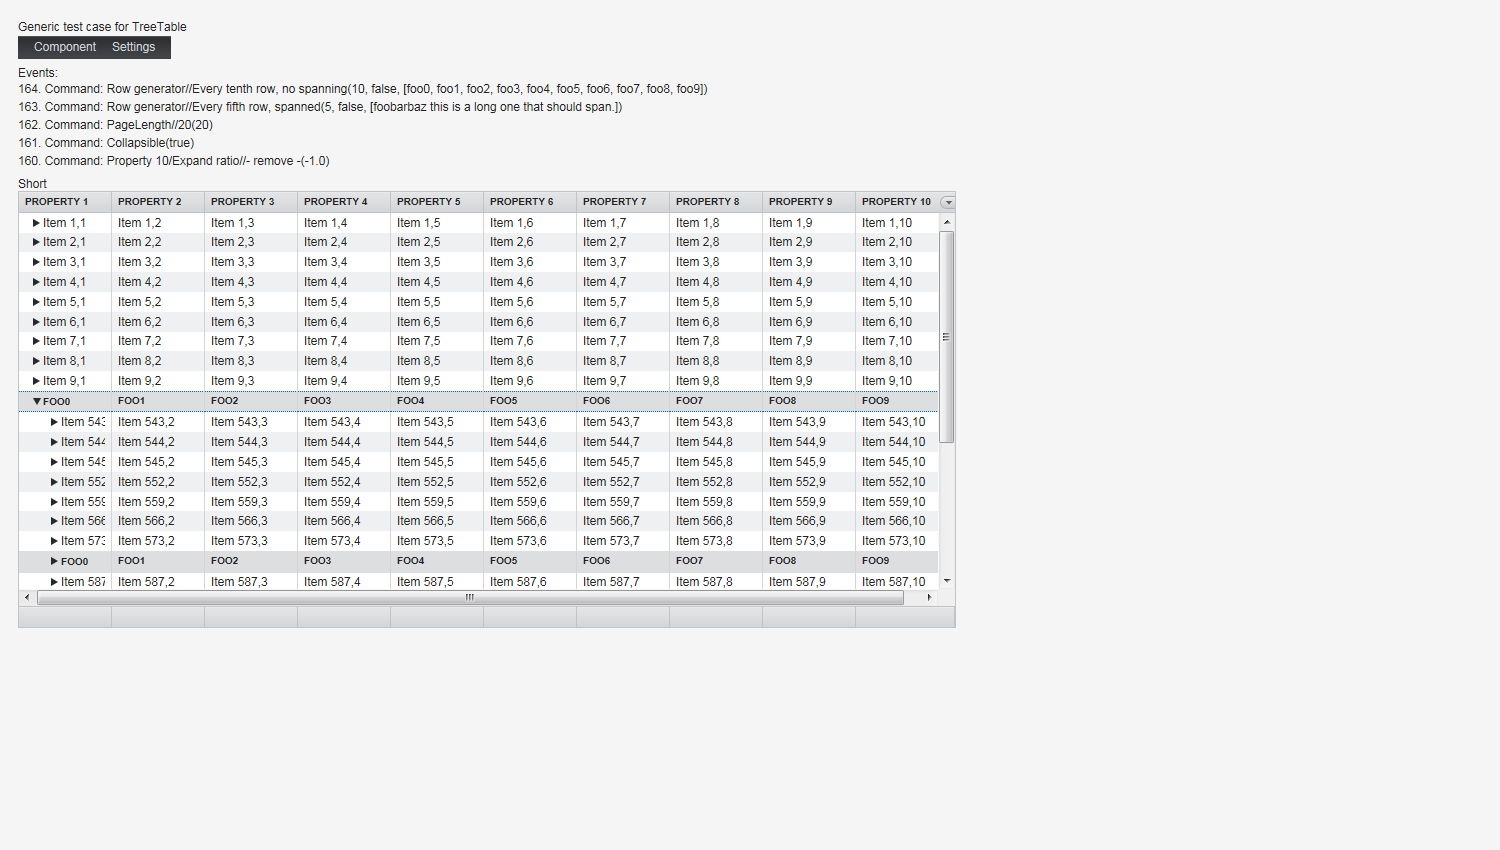 Generic test case for TreeTable
Component Settings
Events:
164. Command: Row generator//Every tenth row, no spanning(10, false, [foo0, foo1, foo2, foo3, foo4, foo5, foo6, foo7, foo8, foo9])
163. Command: Row generator//Every fifth row, spanned(5, false, [foobarbaz this is a long one that should span.])
162. Command: PageLength//20(20)
161. Command: Collapsible(true)
160. Command: Property 10/Expand ratio//- remove -(-1.0)
Short
PROPERTY 1 PROPERTY 2 PROPERTY 3 PROPERTY 4 PROPERTY 5 PROPERTY 6 PROPERTY 7 PROPERTY 8 PROPERTY 9 PROPERTY 10
Item 1,1 Item 1,2 Item 1,3 Item 1,4 Item 1,5 Item 1,6 Item 1,7 Item 1,8 Item 1,9 Item 1,10
Item 2,1 Item 2,2 Item 2,3 Item 2,4 Item 2,5 Item 2,6 Item 2,7 Item 2,8 Item 2,9 Item 2,10
Item 3,1 Item 3,2 Item 3,3 Item 3,4 Item 3,5 Item 3,6 Item 3,7 Item 3,8 Item 3,9 Item 3,10
Item 4,1 Item 4,2 Item 4,3 Item 4,4 Item 4,5 Item 4,6 Item 4,7 Item 4,8 Item 4,9 Item 4,10
Item 5,1 Item 5,2 Item 5,3 Item 5,4 Item 5,5 Item 5,6 Item 5,7 Item 5,8 Item 5,9 Item 5,10
Item 6,1 Item 6,2 Item 6,3 Item 6,4 Item 6,5 Item 6,6 Item 6,7 Item 6,8 Item 6,9 Item 6,10
Item 7,1 Item 7,2 Item 7,3 Item 7,4 Item 7,5 Item 7,6 Item 7,7 Item 7,8 Item 7,9 Item 7,10
Item 8,1 Item 8,2 Item 8,3 Item 8,4 Item 8,5 Item 8,6 Item 8,7 Item 8,8 Item 8,9 Item 8,10
Item 9,1 Item 9,2 Item 9,3 Item 9,4 Item 9,5 Item 9,6 Item 9,7 Item 9,8 Item 9,9 Item 9,10
FOO0 FOO1 FOO2 FOO3 FOO4 FOO5 FOO6 FOO7 FOO8 FOO9
Item 543 Item 543,2 Item 543,3 Item 543,4 Item 543,5 Item 543,6 Item 543,7 Item 543,8 Item 543,9 Item 543,10
Item 544 Item 544,2 Item 544,3 Item 544,4 Item 544,5 Item 544,6 Item 544,7 Item 544,8 Item 544,9 Item 544,10
Item 545 Item 545,2 Item 545,3 Item 545,4 Item 545,5 Item 545,6 Item 545,7 Item 545,8 Item 545,9 Item 545,10
Item 552 Item 552,2 Item 552,3 Item 552,4 Item 552,5 Item 552,6 Item 552,7 Item 552,8 Item 552,9 Item 552,10
Item 559 Item 559,2 Item 559,3 Item 559,4 Item 559,5 Item 559,6 Item 559,7 Item 559,8 Item 559,9 Item 559,10
Item 566 Item 566,2 Item 566,3 Item 566,4 Item 566,5 Item 566,6 Item 566,7 Item 566,8 Item 566,9 Item 566,10
Item 573 Item 573,2 Item 573,3 Item 573,4 Item 573,5 Item 573,6 Item 573,7 Item 573,8 Item 573,9 Item 573,10
FOO0 FOO1 FOO2 FOO3 FOO4 FOO5 FOO6 FOO7 FOO8 FOO9
Item 587 Item 587,2 Item 587,3 Item 587,4 Item 587,5 Item 587,6 Item 587,7 Item 587,8 Item 587,9 Item 587,10